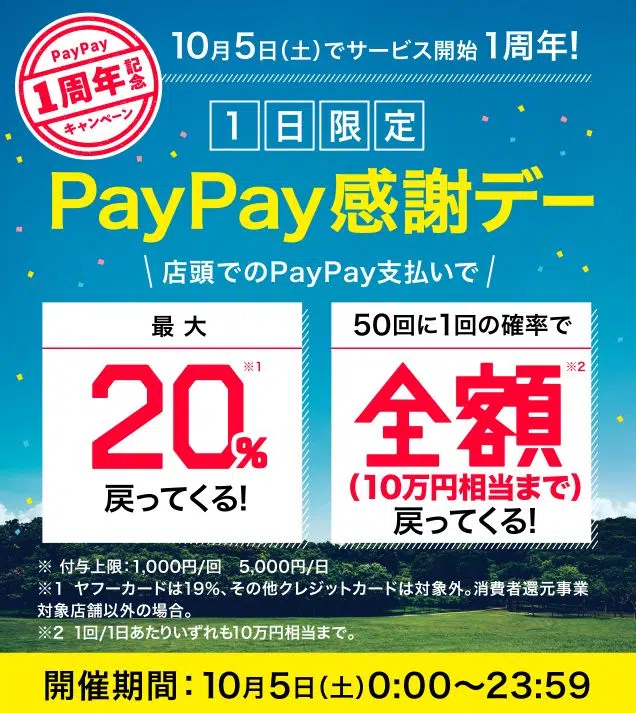 PayPay
1周年記念
キャンペーン
10月5日(土)でサービス開始 1周年!
1日限定
PayPay感謝デー
\ 店頭でのPayPay支払いで /
最大
20%※1
戻ってくる!
50回に1回の確率で
全額※2
(10万円相当まで)
戻ってくる!
※ 付与上限:1,000円/回 5,000円/日
※1 ヤフーカードは19%、その他クレジットカードは対象外。消費者還元事業
対象店舗以外の場合。
※2 1回/1日あたりいずれも10万円相当まで。
開催期間:10月5日(土)0:00〜23:59